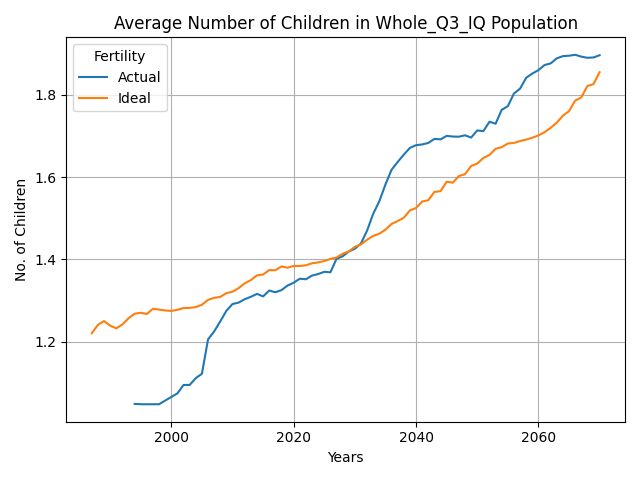 Average Number of Children in Whole_Q3_IQ Population
Fertility
Actual
Ideal
No. of Children
1.8
1.6
1.4
1.2
2000 2020 2040 2060
Years